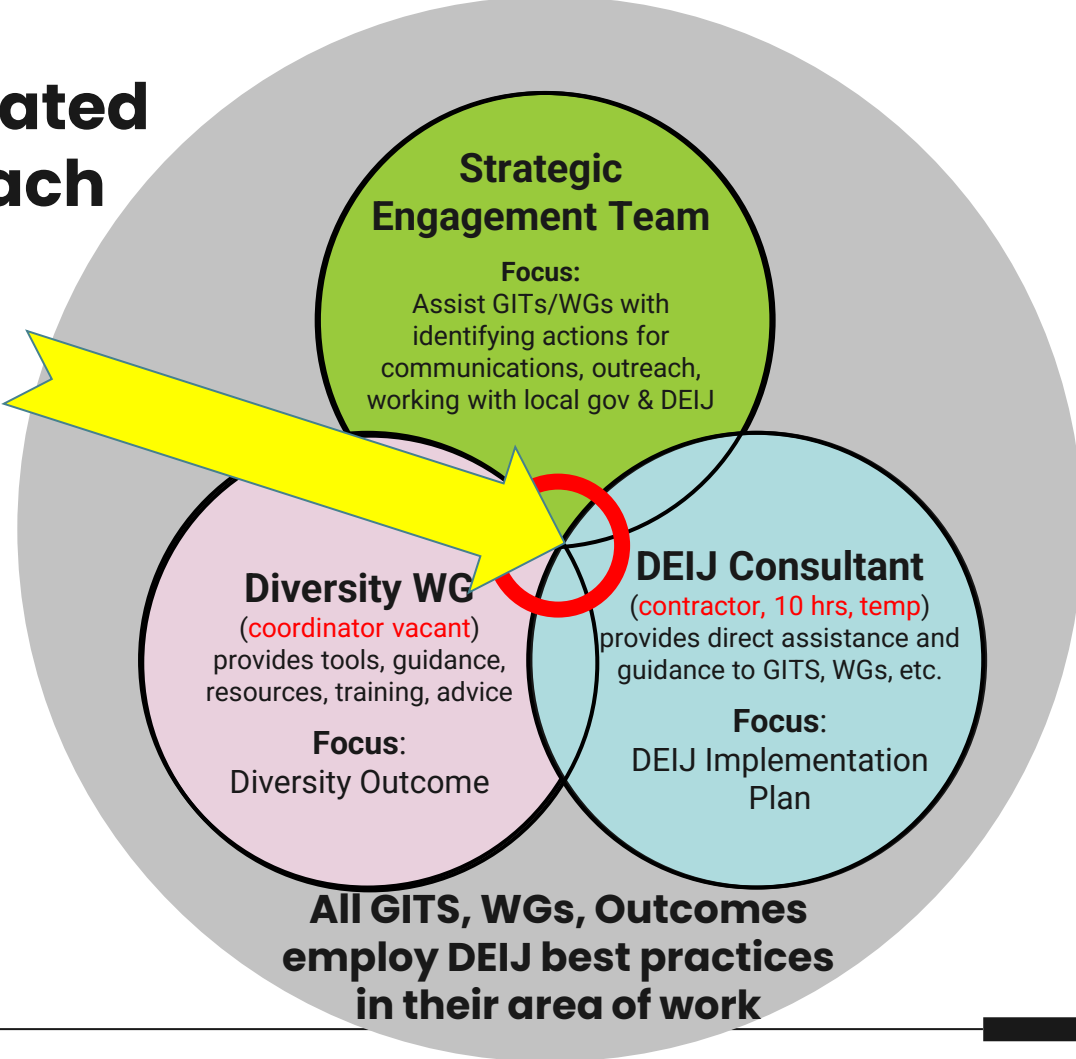 ated
ach
Strategic
Engagement Team
Focus:
Assist GITs/WGs with
identifying actions for
communications, outreach,
working with local gov & DEIJ
Diversity WG
(coordinator vacant)
provides tools, guidance,
resources, training, advice
Focus:
Diversity Outcome
DEIJ Consultant
(contractor, 10 hrs, temp)
provides direct assistance and
guidance to GITS, WGs, etc.
Focus:
DEIJ Implementation
Plan
All GITS, WGs, Outcomes
employ DEIJ best practices
in their area of work